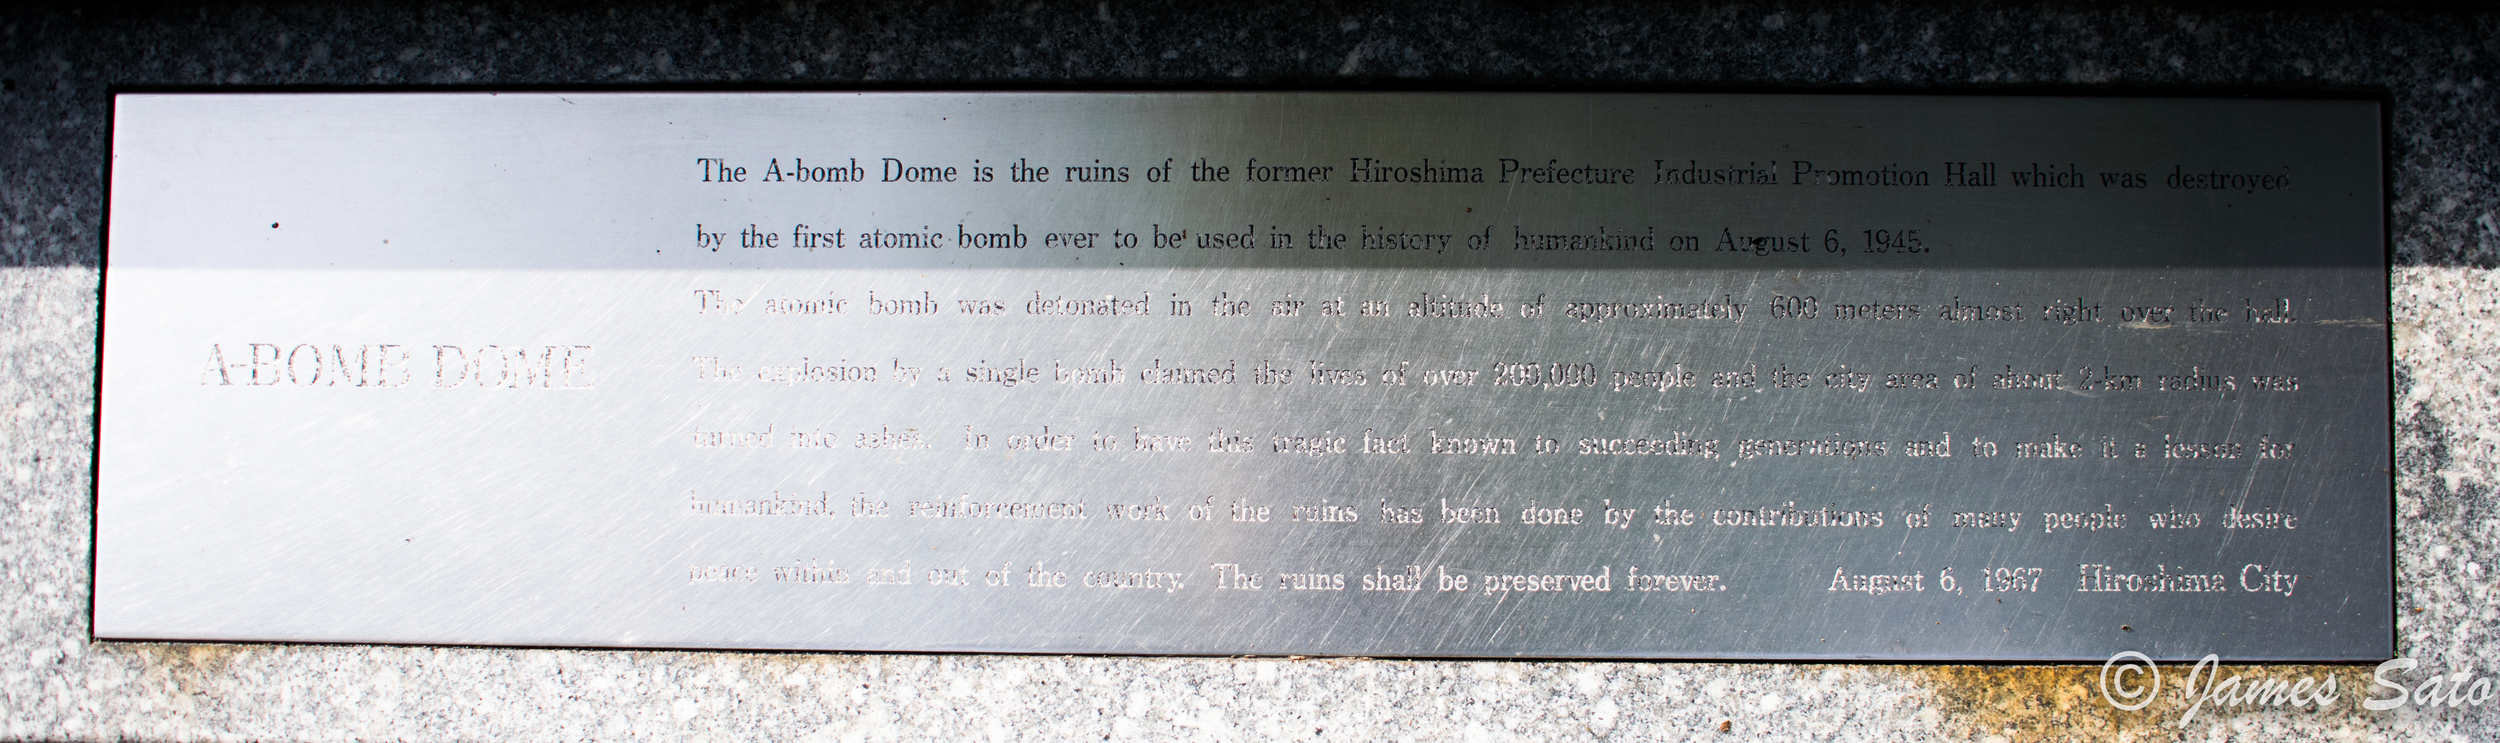 A-BOMB DOME
The A-bomb Dome is the ruins of the former Hiroshima Prefecture Industrial Promotion Hall which was destroyed
by the first atomic bomb ever to be used in the history of humankind on August 6, 1945.
The atomic bomb was detonated in the air at an altitude of approximately 600 meters almost right over the hall.
The explosion by a single bomb claimed the lives of over 200,000 people and the city area of about 2-km radius was
turned into ashes. In order to have this tragic fact known to succeeding generations and to make it a lesson for
humankind, the reinforcement work of the ruins has been done by the contributions of many people who desire
peace within and out of the country. The ruins shall be preserved forever. August 6, 1967 Hiroshima City
© James Sato